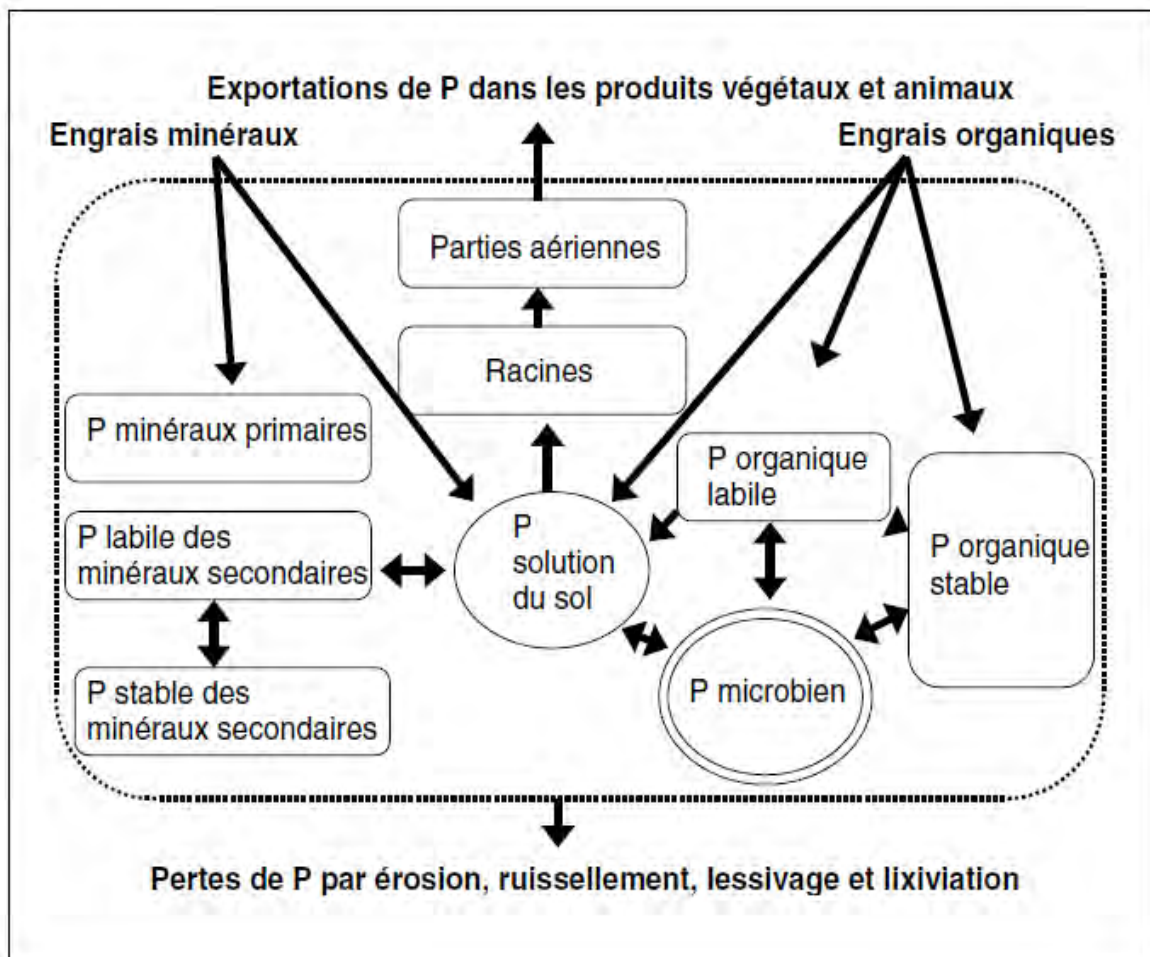 Exportations de P dans les produits végétaux et animaux
Engrais minéraux
Engrais organiques
Parties aériennes
Racines
P minéraux primaires
P organique
labile
P labile des
minéraux secondaires
P
solution
du sol
P organique
stable
P stable des
minéraux secondaires
P microbien
Pertes de P par érosion, ruissellement, lessivage et lixiviation